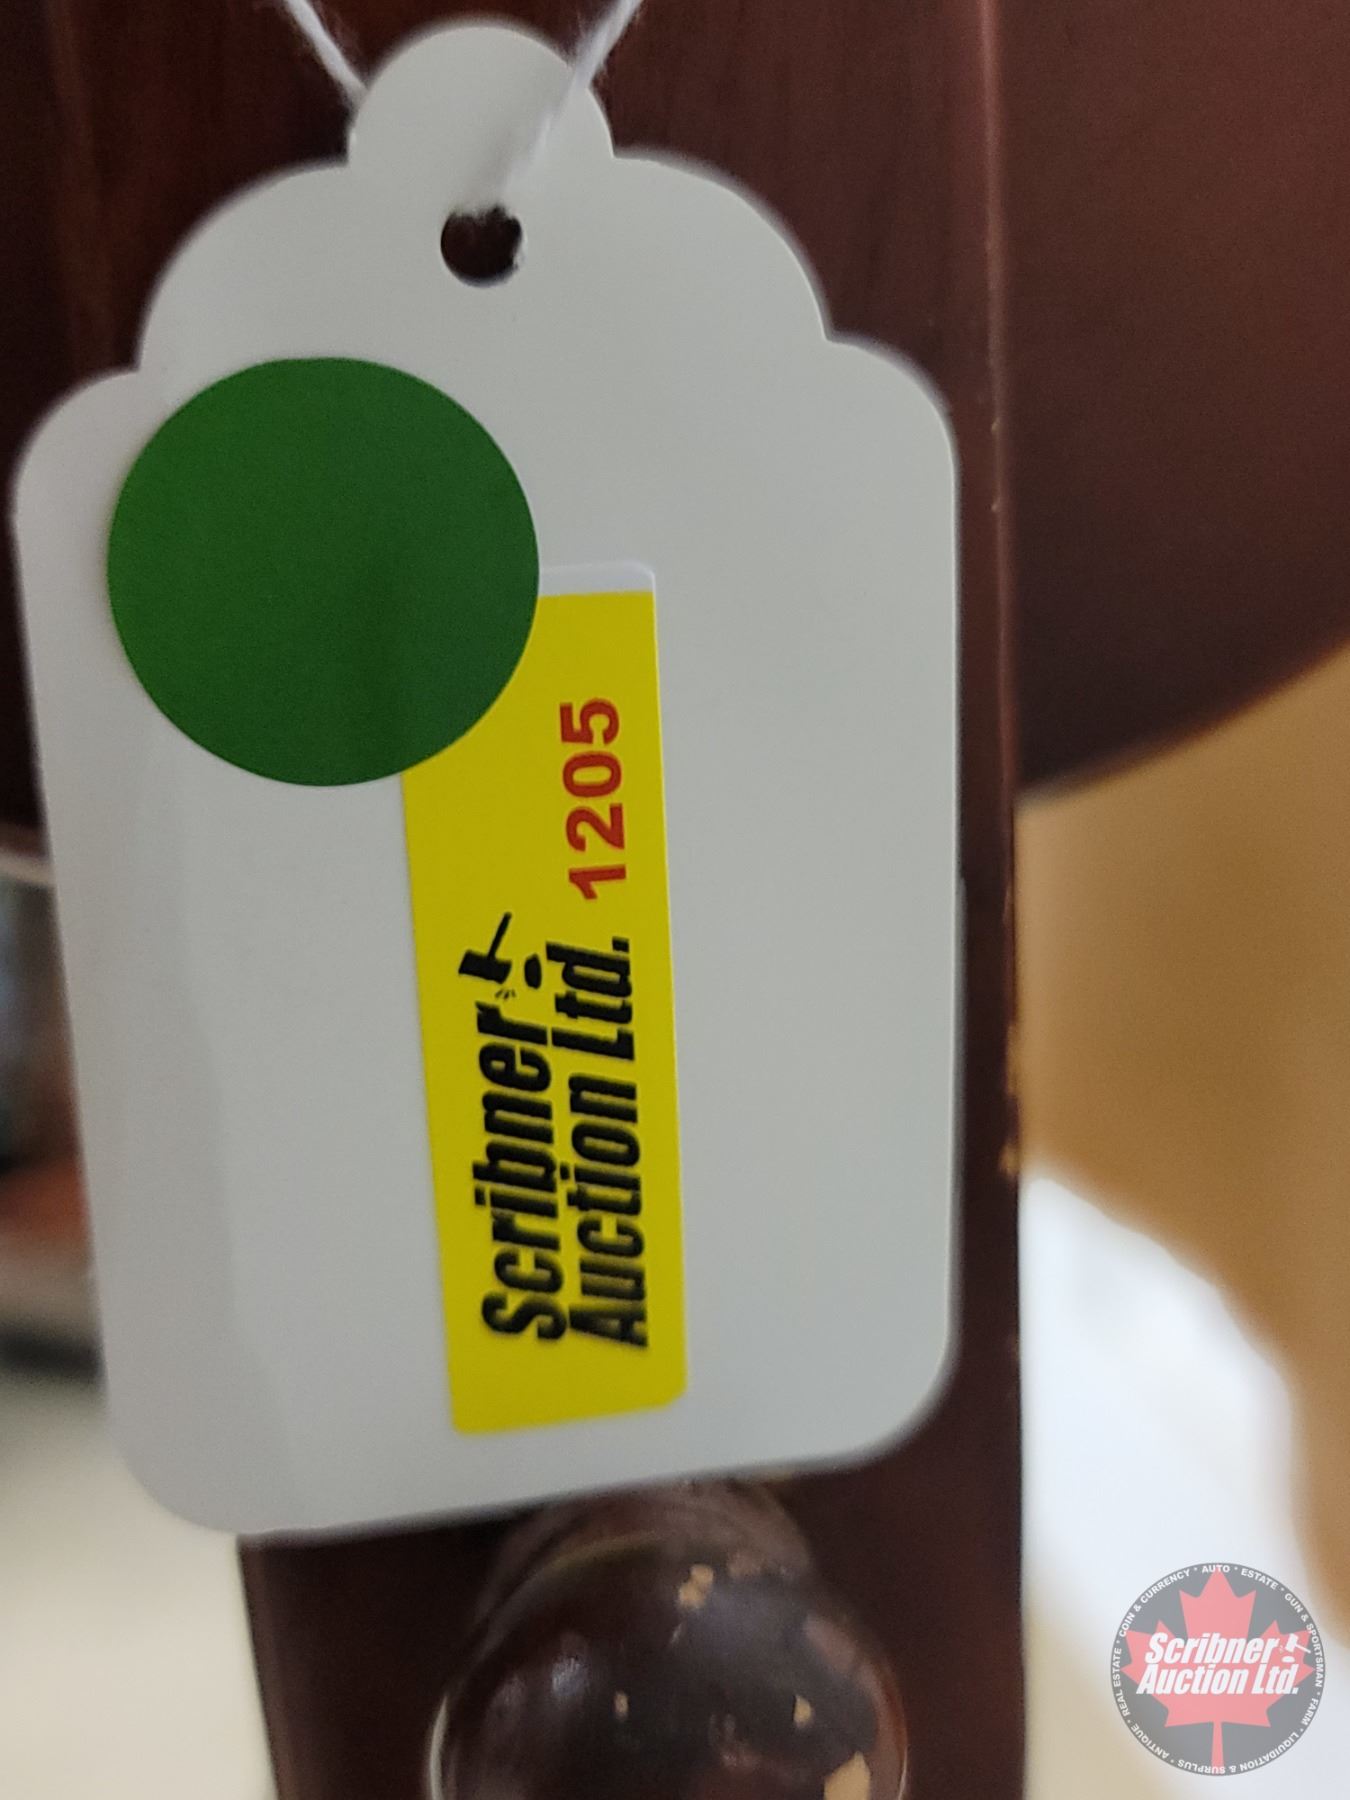 Scribner
Auction Ltd. 1205
COIN & CURRENCY · AUTO · ESTATE · GUN & SPORTSMAN · FARM · LIQUIDATION & SURPLUS · ANTIQUE · REAL ESTATE ·
Scribner
Auction Ltd.